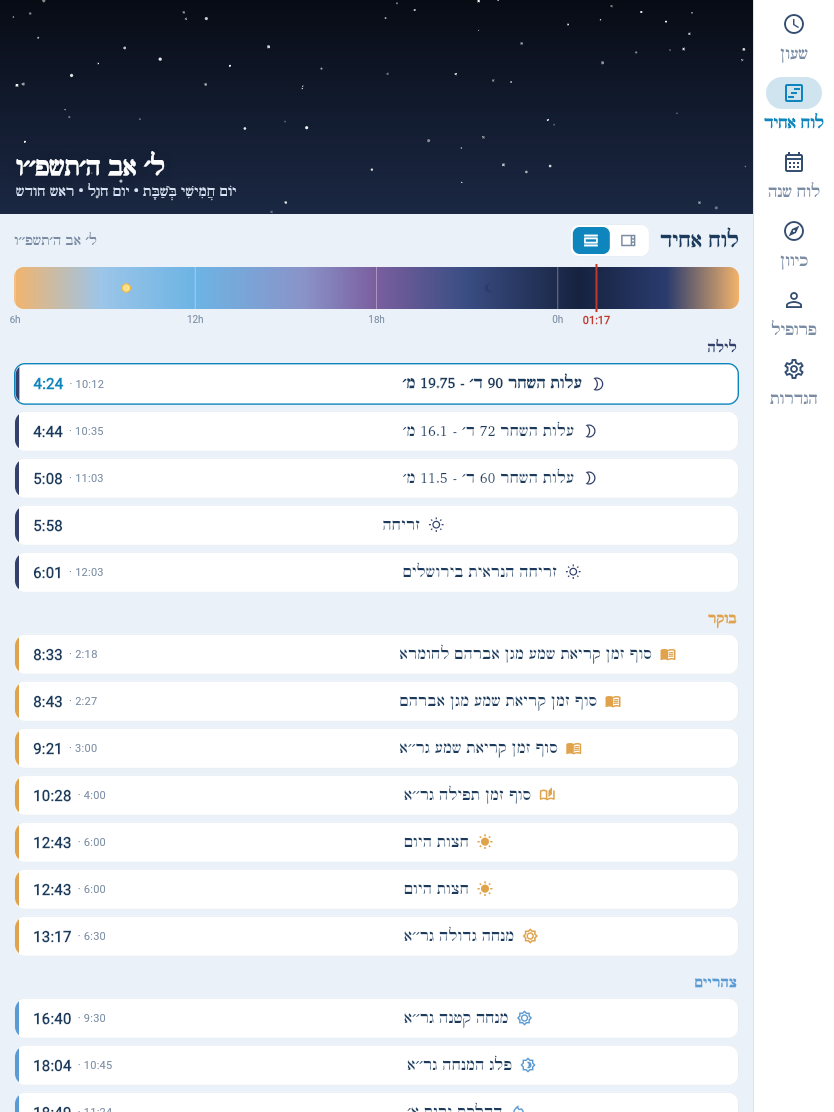 שעון
לוח אחיד
לוח שנה
כיוון
פרופיל
הגדרות
ל׳ אב ה׳תשפ״ו
יוֹם חֲמִישִׁי בְּשַׁבָּת • יום חול • ראש חודש
לוח אחיד
ל׳ אב ה׳תשפ״ו
6h 12h 18h 0h 01:17
לילה
עלות השחר 90 ד׳ - 19.75 מ׳ 4:24 · 10:12
עלות השחר 72 ד׳ - 16.1 מ׳ 4:44 · 10:35
עלות השחר 60 ד׳ - 11.5 מ׳ 5:08 · 11:03
זריחה 5:58
זריחה הנראית בירושלים 6:01 · 12:03
בוקר
סוף זמן קריאת שמע מגן אברהם לחומרא 8:33 · 2:18
סוף זמן קריאת שמע מגן אברהם 8:43 · 2:27
סוף זמן קריאת שמע גר״א 9:21 · 3:00
סוף זמן תפילה גר״א 10:28 · 4:00
חצות היום 12:43 · 6:00
חצות היום 12:43 · 6:00
מנחה גדולה גר״א 13:17 · 6:30
צהריים
מנחה קטנה גר״א 16:40 · 9:30
פלג המנחה גר״א 18:04 · 10:45